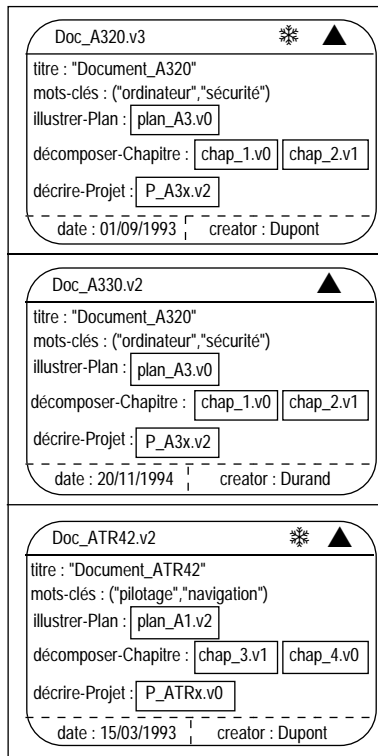 Doc_A320.v3
titre : "Document_A320"
mots-clés : ("ordinateur","sécurité")
illustrer-Plan : plan_A3.v0
décomposer-Chapitre : chap_1.v0 chap_2.v1
décrire-Projet : P_A3x.v2
date : 01/09/1993 creator : Dupont
Doc_A330.v2
titre : "Document_A320"
mots-clés : ("ordinateur","sécurité")
illustrer-Plan : plan_A3.v0
décomposer-Chapitre : chap_1.v0 chap_2.v1
décrire-Projet : P_A3x.v2
date : 20/11/1994 creator : Durand
Doc_ATR42.v2
titre : "Document_ATR42"
mots-clés : ("pilotage","navigation")
illustrer-Plan : plan_A1.v2
décomposer-Chapitre : chap_3.v1 chap_4.v0
décrire-Projet : P_ATRx.v0
date : 15/03/1993 creator : Dupont